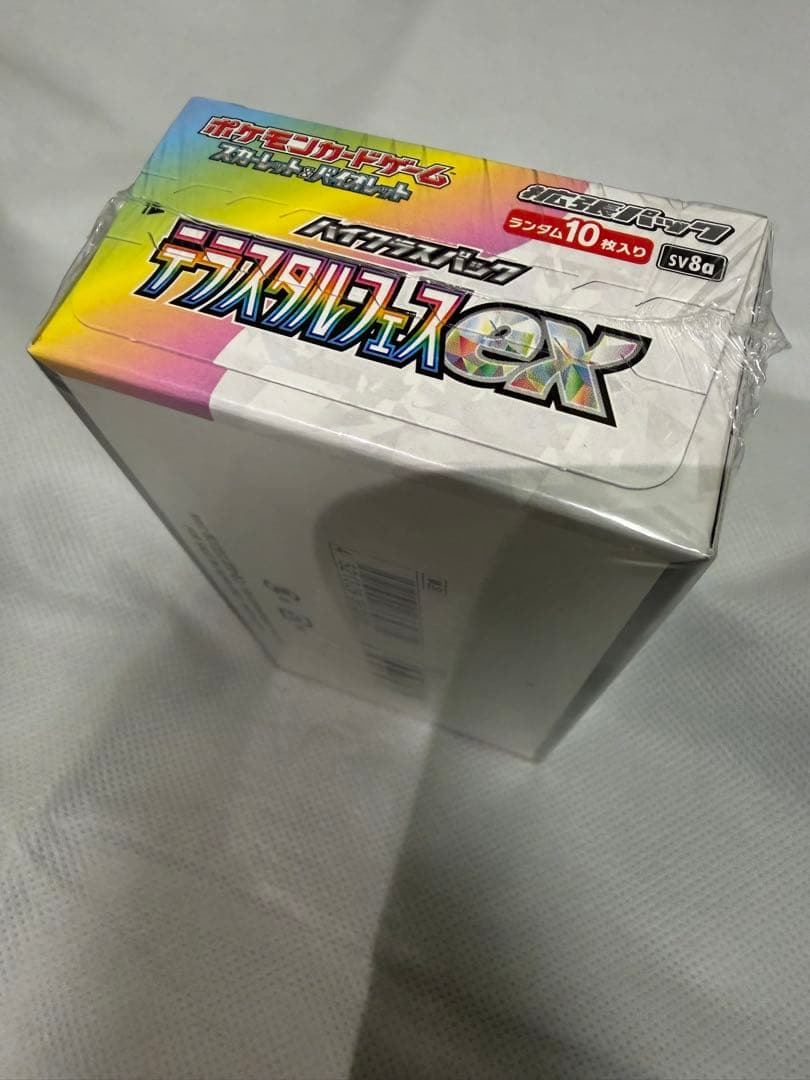 ポケモンカードゲーム
スカーレット&バイオレット
拡張パック
ランダム10枚入り
SV8a
ハイクラスパック
テラスタルフェスex